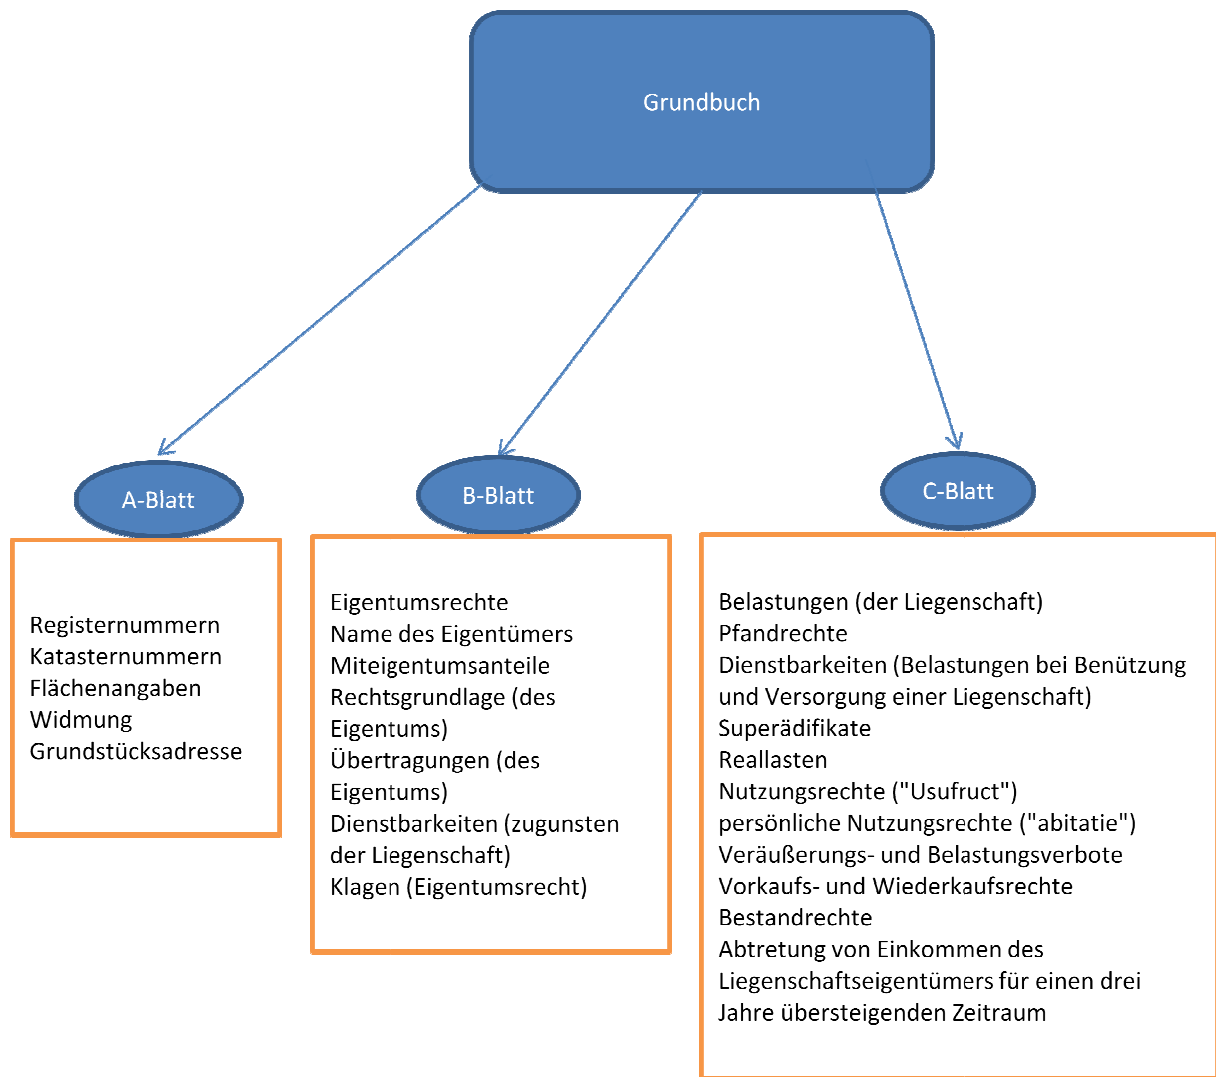 Grundbuch
A-Blatt
Registernummern
Katasternummern
Flächenangaben
Widmung
Grundstücksadresse
B-Blatt
Eigentumsrechte
Name des Eigentümers
Miteigentumsanteile
Rechtsgrundlage (des
Eigentums)
Übertragungen (des
Eigentums)
Dienstbarkeiten (zugunsten
der Liegenschaft)
Klagen (Eigentumsrecht)
C-Blatt
Belastungen (der Liegenschaft)
Pfandrechte
Dienstbarkeiten (Belastungen bei Benützung
und Versorgung einer Liegenschaft)
Superädifikate
Reallasten
Nutzungsrechte ("Usufruct")
persönliche Nutzungsrechte ("abitatie")
Veräußerungs- und Belastungsverbote
Vorkaufs- und Wiederkaufsrechte
Bestandrechte
Abtretung von Einkommen des
Liegenschaftseigentümers für einen drei
Jahre übersteigenden Zeitraum